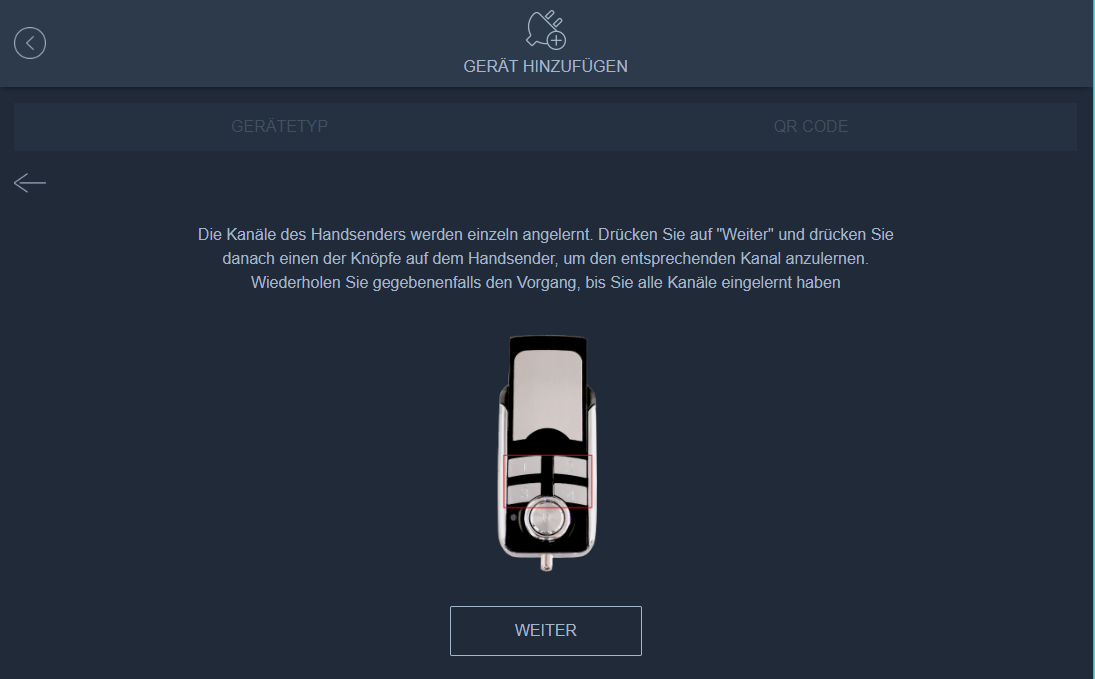 GERÄT HINZUFÜGEN
GERÄTETYP
QR CODE
Die Kanäle des Handsenders werden einzeln angelernt. Drücken Sie auf "Weiter" und drücken Sie
danach einen der Knöpfe auf dem Handsender, um den entsprechenden Kanal anzulernen.
Wiederholen Sie gegebenenfalls den Vorgang, bis Sie alle Kanäle eingelernt haben
WEITER